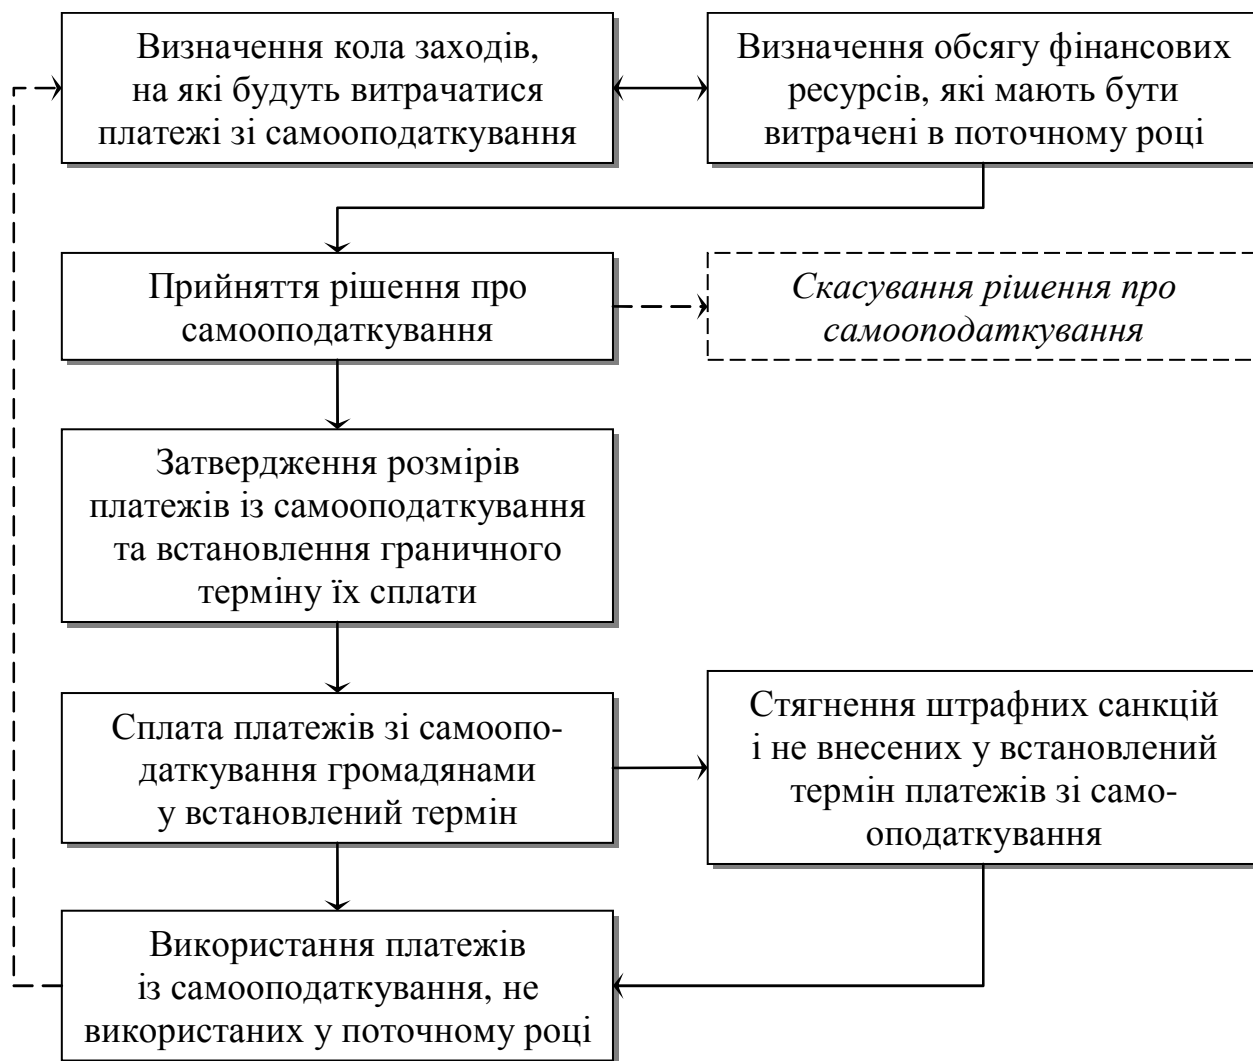 Визначення кола заходів,
на які будуть витрачатися
платежі зі самооподаткування
Визначення обсягу фінансових
ресурсів, які мають бути
витрачені в поточному році
Прийняття рішення про
самооподаткування
Скасування рішення про
самооподаткування
Затвердження розмірів
платежів із самооподаткування
та встановлення граничного
терміну їх сплати
Сплата платежів зі самоопо-
даткування громадянами
у встановлений термін
Стягнення штрафних санкцій
і не внесених у встановлений
термін платежів зі само-
оподаткування
Використання платежів
із самооподаткування, не
використаних у поточному році